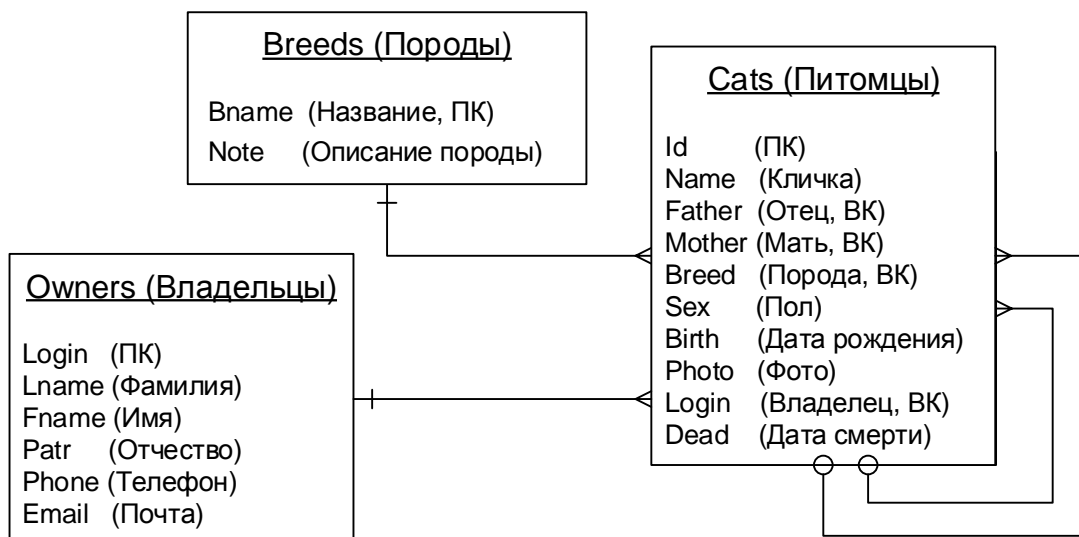 Breeds (Породы)
Bname (Название, ПК)
Note (Описание породы)
Cats (Питомцы)
Id (ПК)
Name (Кличка)
Father (Отец, ВК)
Mother (Мать, ВК)
Breed (Порода, ВК)
Sex (Пол)
Birth (Дата рождения)
Photo (Фото)
Login (Владелец, ВК)
Dead (Дата смерти)
Owners (Владельцы)
Login (ПК)
Lname (Фамилия)
Fname (Имя)
Patr (Отчество)
Phone (Телефон)
Email (Почта)